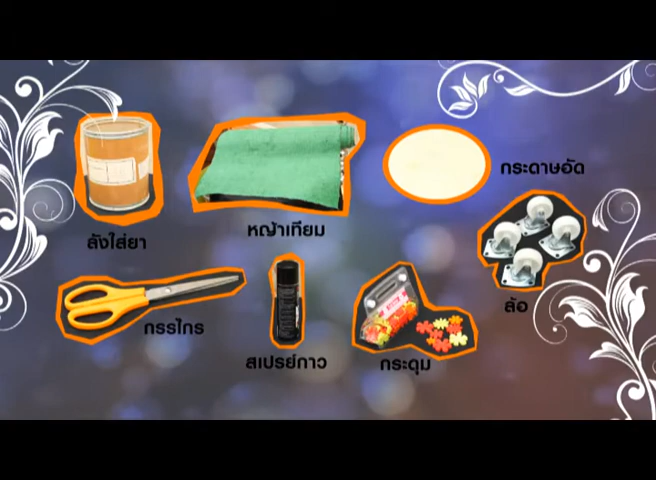 กระดาษอัด
หญ้าเทียม
ลังใส่ยา
ล้อ
กรรไกร
สเปรย์กาว
กระดุม